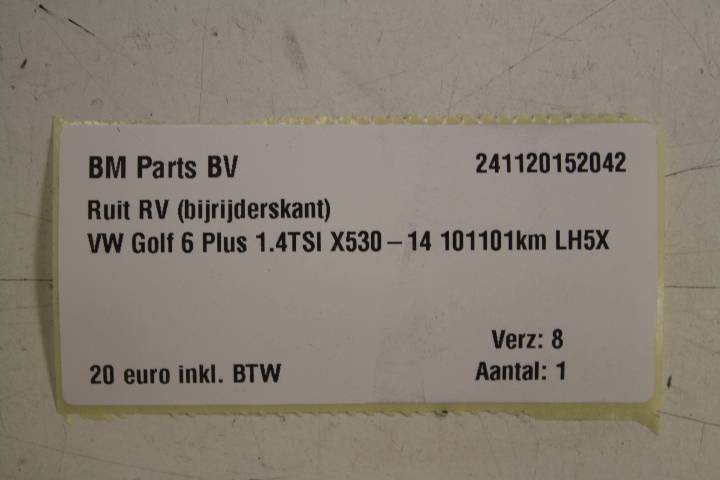 BM Parts BV 241120152042
Ruit RV (bijrijderskant)
VW Golf 6 Plus 1.4TSI X530-14 101101km LH5X
Verz: 8
20 euro inkl. BTW Aantal: 1